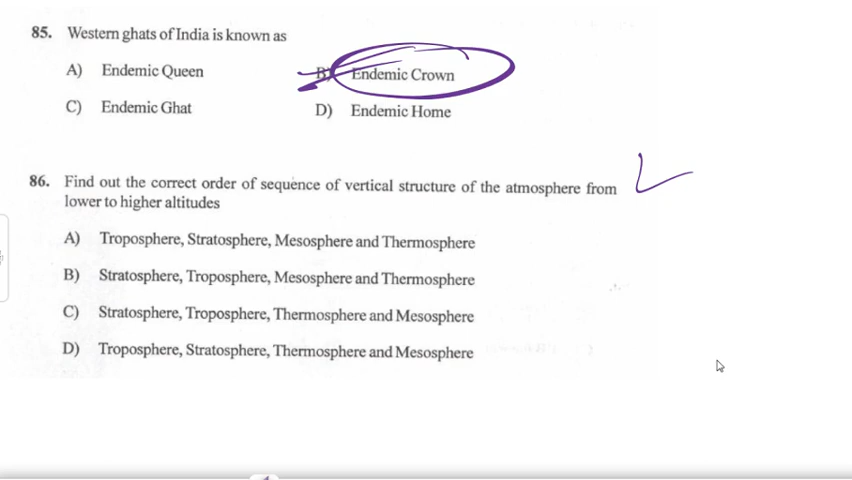 85. Western ghats of India is known as
A) Endemic Queen B) Endemic Crown
C) Endemic Ghat D) Endemic Home
86. Find out the correct order of sequence of vertical structure of the atmosphere from
lower to higher altitudes
A) Troposphere, Stratosphere, Mesosphere and Thermosphere
B) Stratosphere, Troposphere, Mesosphere and Thermosphere
C) Stratosphere, Troposphere, Thermosphere and Mesosphere
D) Troposphere, Stratosphere, Thermosphere and Mesosphere